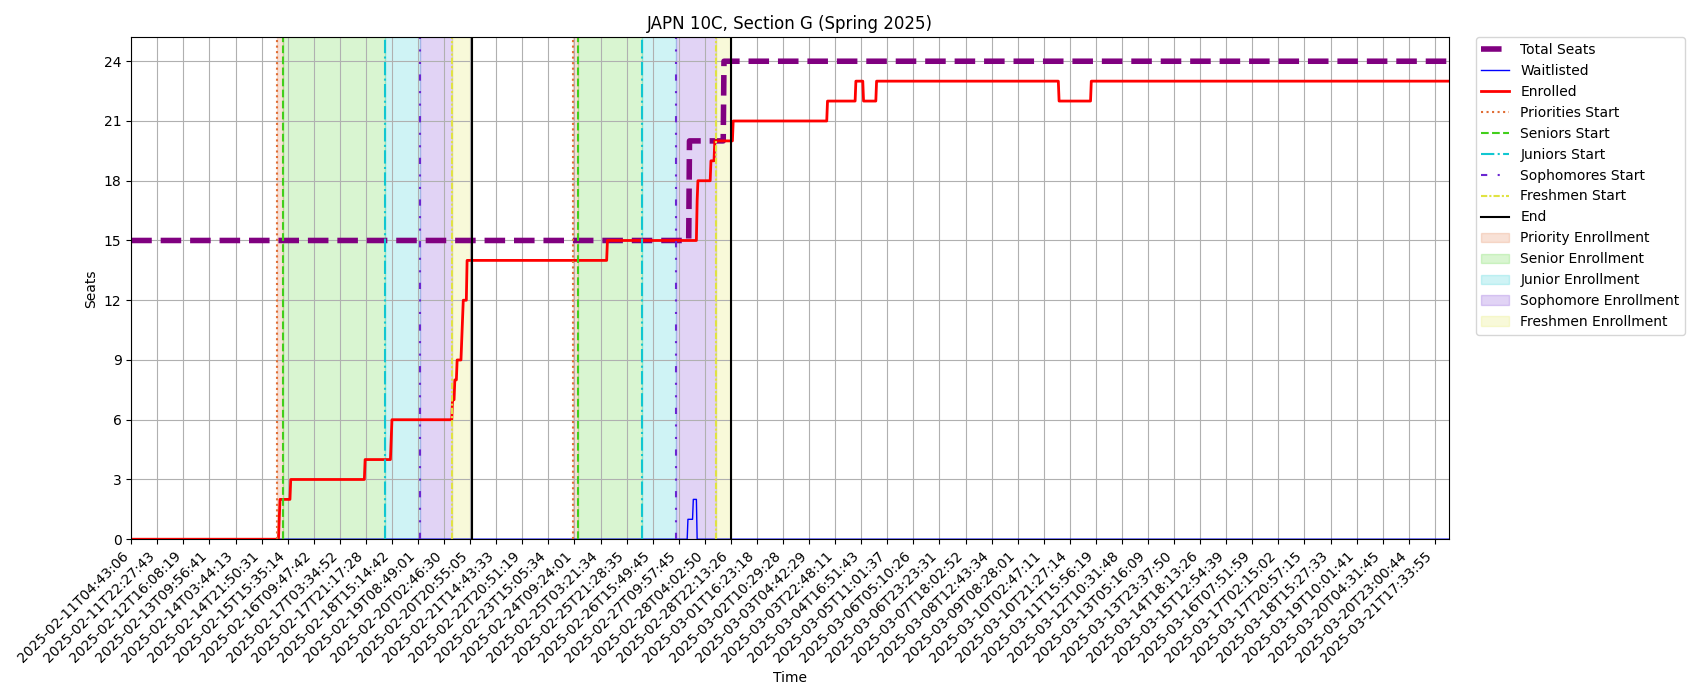 JAPN 10C, Section G (Spring 2025)
Seats
24
21
18
15
12
9
6
3
0
2025-02-11T04:43:06
2025-02-11T22:27:43
2025-02-12T16:08:19
2025-02-13T09:56:41
2025-02-14T03:44:13
2025-02-14T21:50:31
2025-02-15T15:35:14
2025-02-16T09:47:42
2025-02-17T03:34:52
2025-02-17T21:17:28
2025-02-18T15:14:42
2025-02-19T08:49:01
2025-02-20T02:46:30
2025-02-20T20:55:05
2025-02-21T14:43:33
2025-02-22T20:51:19
2025-02-23T15:05:34
2025-02-24T09:24:01
2025-02-25T03:21:34
2025-02-25T21:28:35
2025-02-26T15:49:45
2025-02-27T09:57:45
2025-02-28T04:02:50
2025-02-28T22:13:26
2025-03-01T16:23:18
2025-03-02T10:29:28
2025-03-03T04:42:29
2025-03-03T22:48:11
2025-03-04T16:51:43
2025-03-05T11:01:37
2025-03-06T05:10:26
2025-03-06T23:23:31
2025-03-07T18:02:52
2025-03-08T12:43:34
2025-03-09T08:28:01
2025-03-10T02:47:11
2025-03-10T21:27:14
2025-03-11T15:56:19
2025-03-12T10:31:48
2025-03-13T05:16:09
2025-03-13T23:37:50
2025-03-14T18:13:26
2025-03-15T12:54:39
2025-03-16T07:51:59
2025-03-17T02:15:02
2025-03-17T20:57:15
2025-03-18T15:27:33
2025-03-19T10:01:41
2025-03-20T04:31:45
2025-03-20T23:00:44
2025-03-21T17:33:55
Time
Total Seats
Waitlisted
Enrolled
Priorities Start
Seniors Start
Juniors Start
Sophomores Start
Freshmen Start
End
Priority Enrollment
Senior Enrollment
Junior Enrollment
Sophomore Enrollment
Freshmen Enrollment